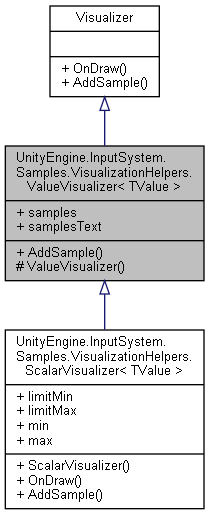 Visualizer
+ OnDraw()
+ AddSample()
UnityEngine.InputSystem.
Samples.VisualizationHelpers.
ValueVisualizer< TValue >
+ samples
+ samplesText
+ AddSample()
# ValueVisualizer()
UnityEngine.InputSystem.
Samples.VisualizationHelpers.
ScalarVisualizer< TValue >
+ limitMin
+ limitMax
+ min
+ max
+ ScalarVisualizer()
+ OnDraw()
+ AddSample()